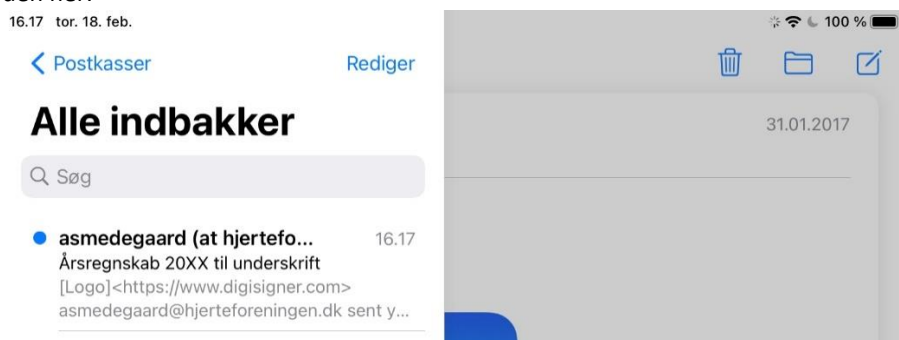 16.17 tor. 18. feb.
100 %
Postkasser
Rediger
Alle indbakker
31.01.2017
Søg
asmedegaard (at hjertefo... 16.17
Årsregnskab 20XX til underskrift
[Logo]<https://www.digisigner.com>
asmedegaard@hjerteforeningen.dk sent y...